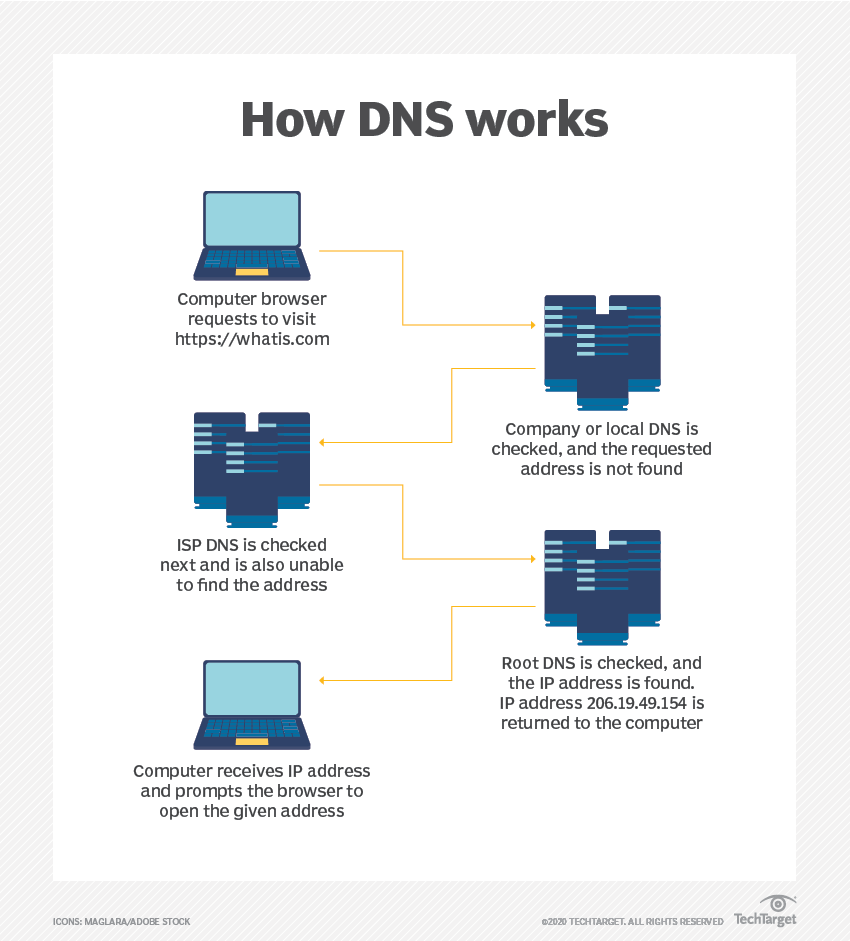 How DNS works
Computer browser
requests to visit
https://whatis.com
Company or local DNS is
checked, and the requested
address is not found
ISP DNS is checked
next and is also unable
to find the address
Root DNS is checked, and
the IP address is found.
IP address 206.19.49.154 is
returned to the computer
Computer receives IP address
and prompts the browser to
open the given address
ICONS: MAGLARA/ADOBE STOCK
©2020 TECHTARGET. ALL RIGHTS RESERVED
TechTarget